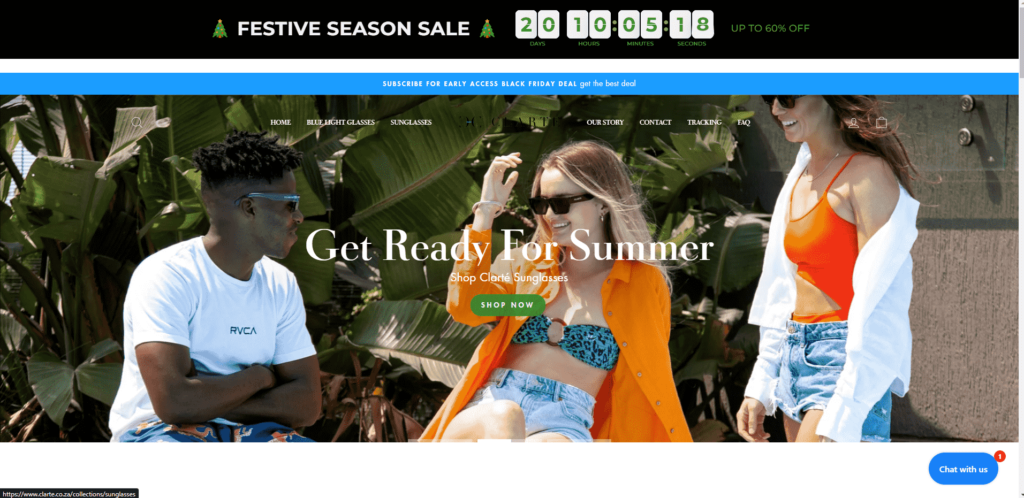 FESTIVE SEASON SALE
20 10:05:18
DAYS HOURS MINUTES SECONDS
UP TO 60% OFF
SUBSCRIBE FOR EARLY ACCESS BLACK FRIDAY DEAL get the best deal
HOME BLUE LIGHT GLASSES SUNGLASSES
OUR STORY CONTACT TRACKING FAQ
Get Ready For Summer
Shop Clarté Sunglasses
SHOP NOW
RVCA
1
Chat with us
https://www.clarte.co.za/collections/sunglasses